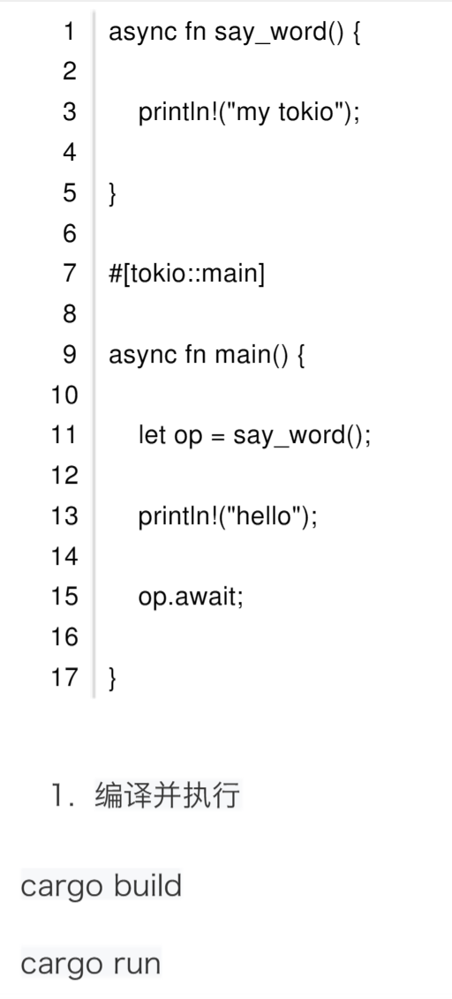 1 async fn say_word() {
2
3 println!("my tokio");
4
5 }
6
7 #[tokio::main]
8
9 async fn main() {
10
11 let op = say_word();
12
13 println!("hello");
14
15 op.await;
16
17 }
1. 编译并执行
cargo build
cargo run